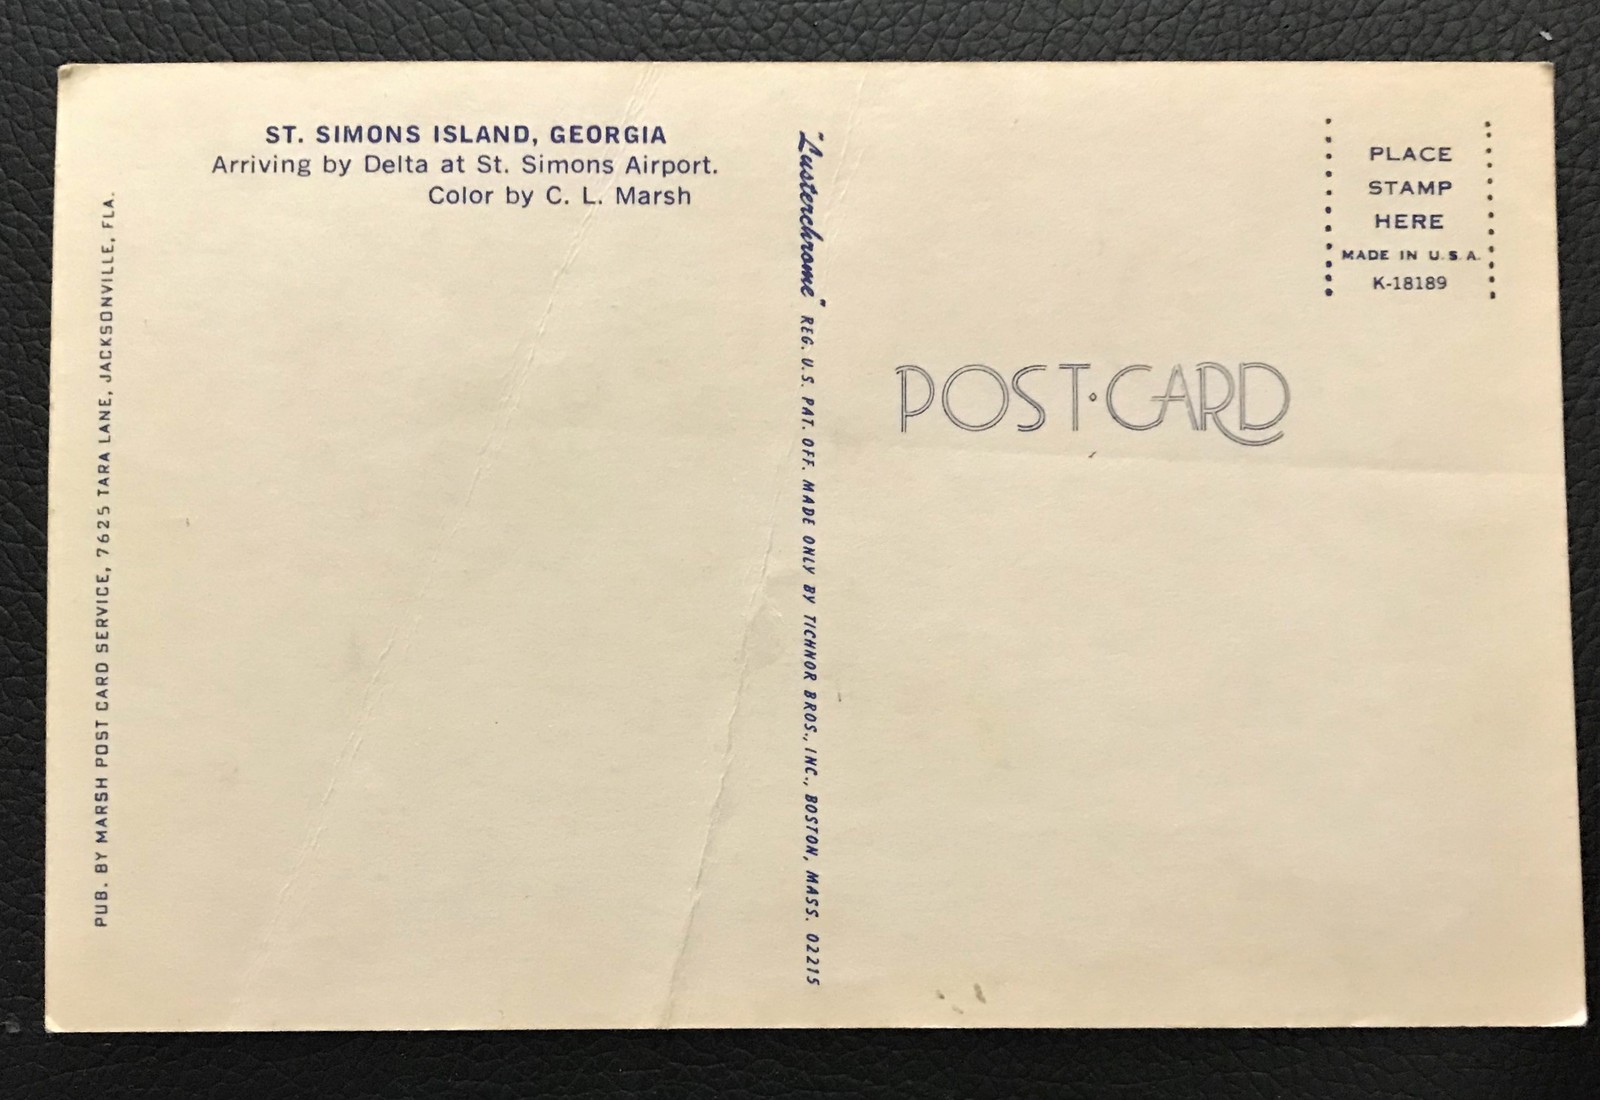 ST. SIMONS ISLAND, GEORGIA
Arriving by Delta at St. Simons Airport.
Color by C. L. Marsh
PUB. BY MARSH POST CARD SERVICE, 7625 TARA LANE, JACKSONVILLE, FLA.
"Lusterchrome" REG. U.S. PAT. OFF. MADE ONLY BY TICHNOR BROS., INC., BOSTON, MASS. 02215
PLACE
STAMP
HERE
MADE IN U.S.A.
K-18189
POST·CARD